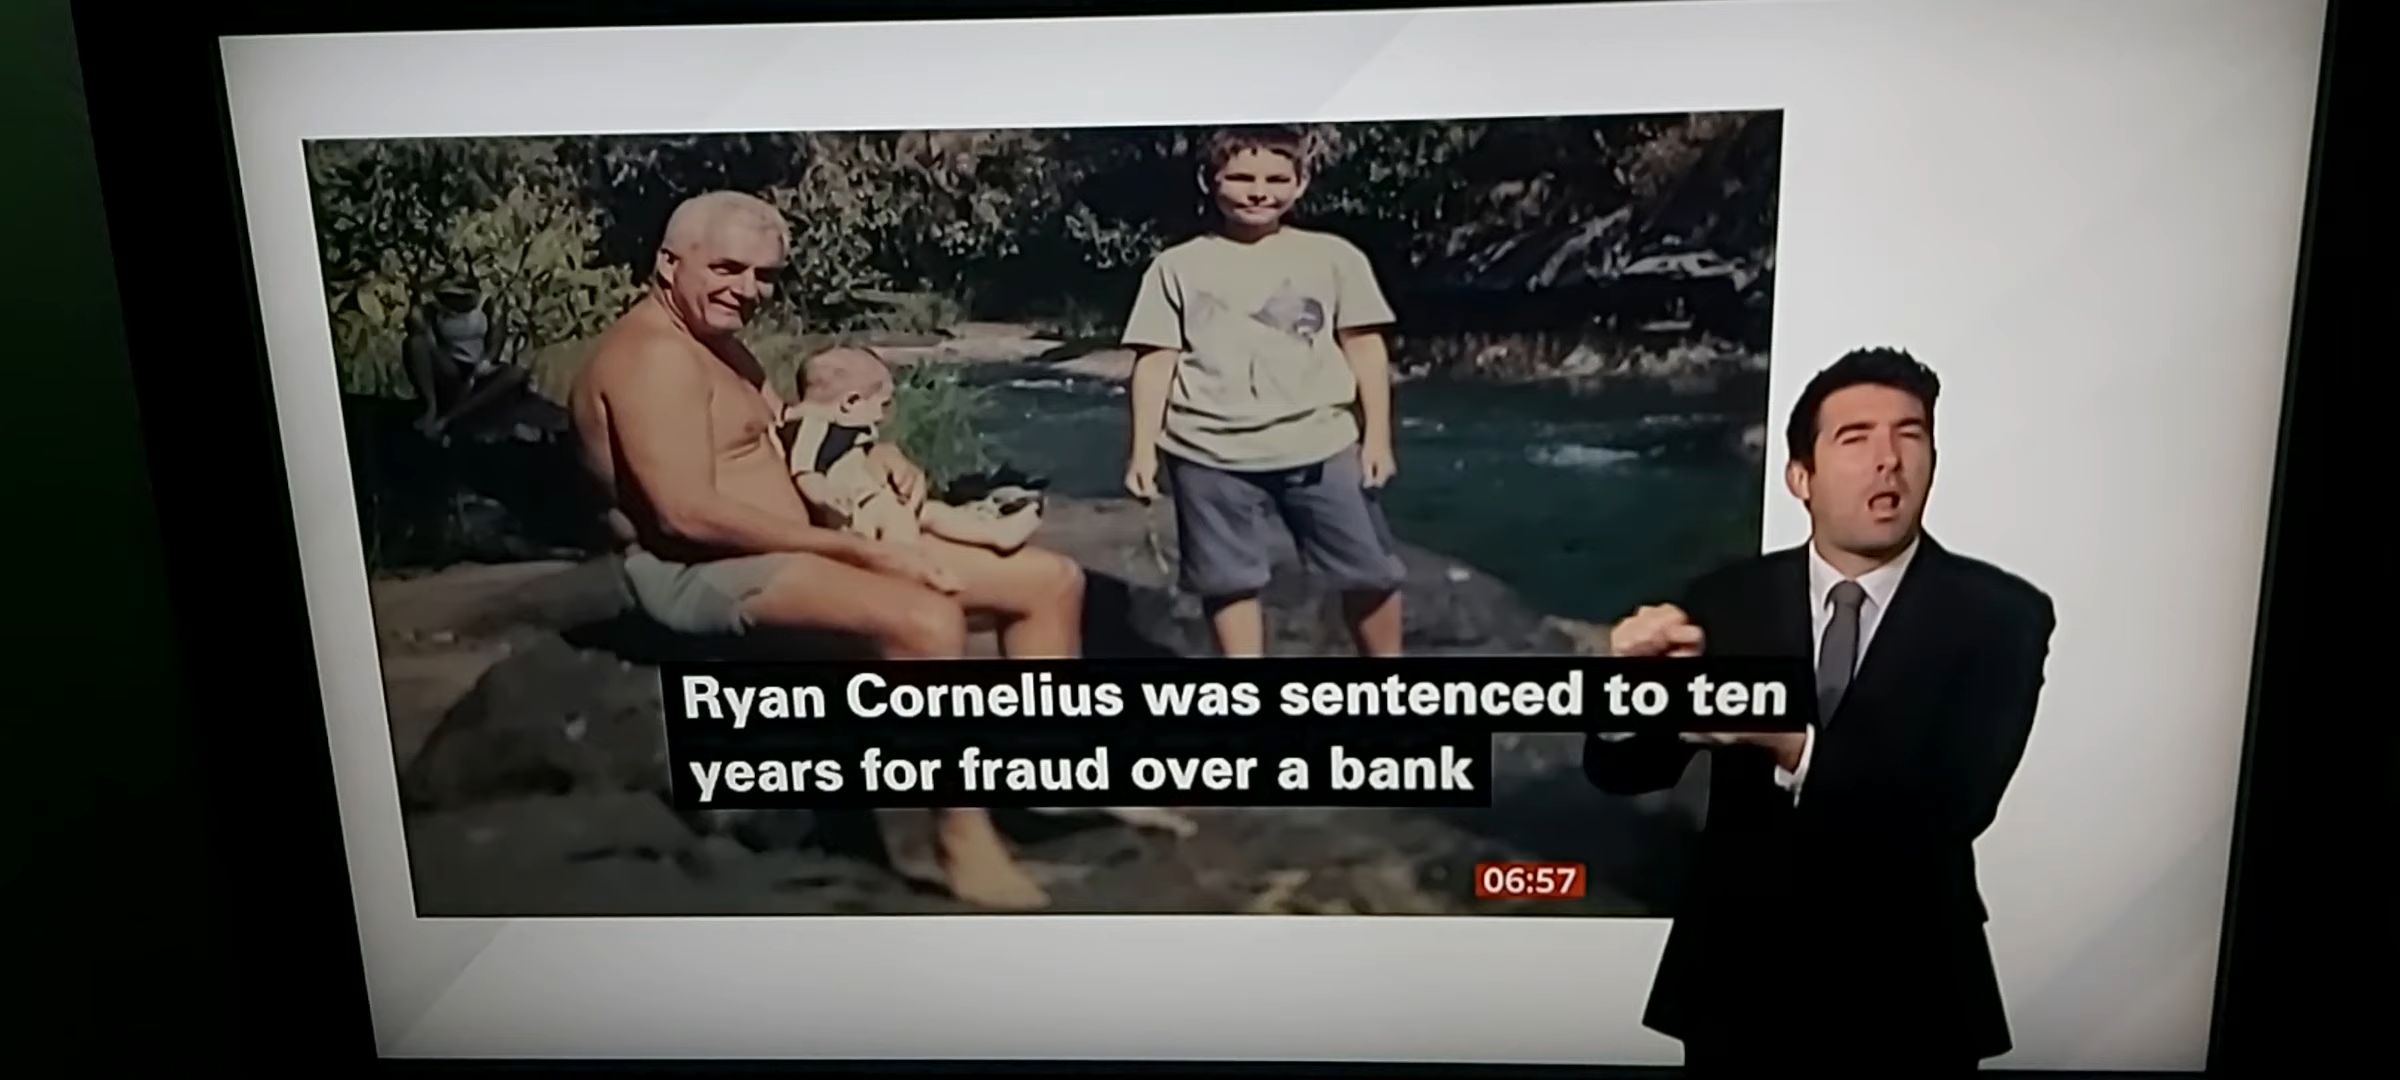 Ryan Cornelius was sentenced to ten
years for fraud over a bank
06:57